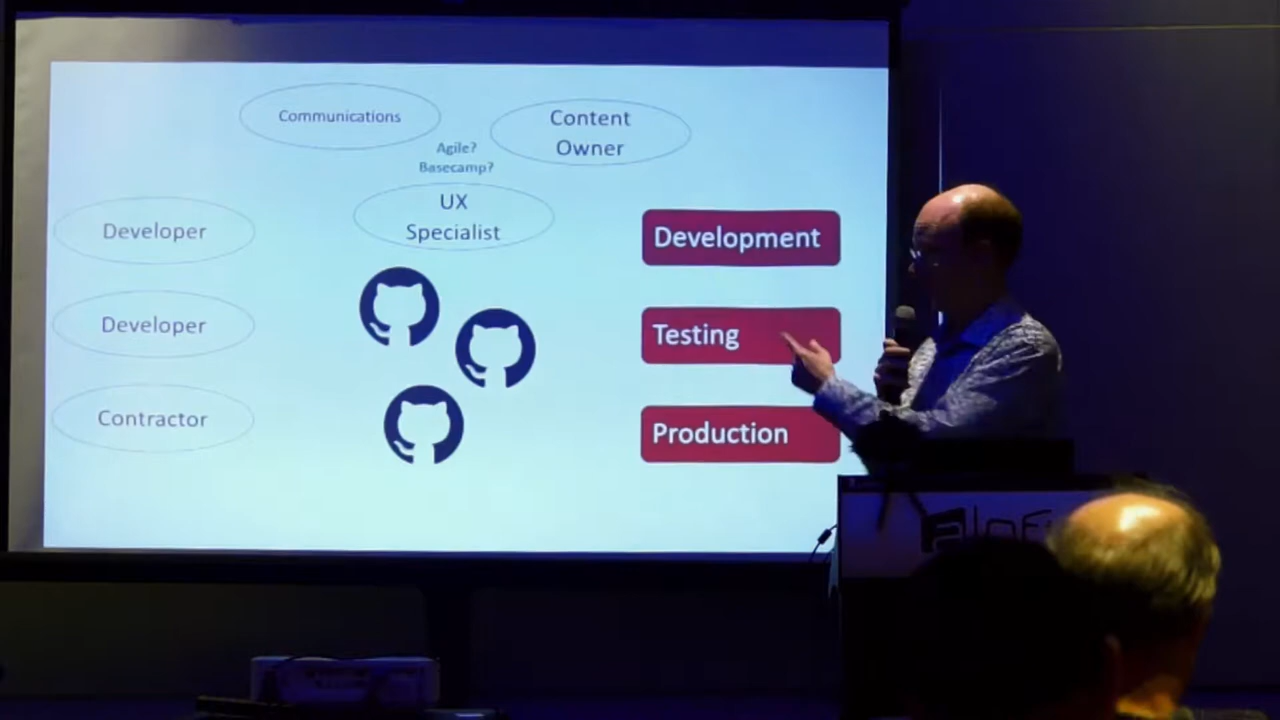 Communications
Content
Owner
Agile?
Basecamp?
UX
Specialist
Developer
Development
Developer
Testing
Contractor
Production